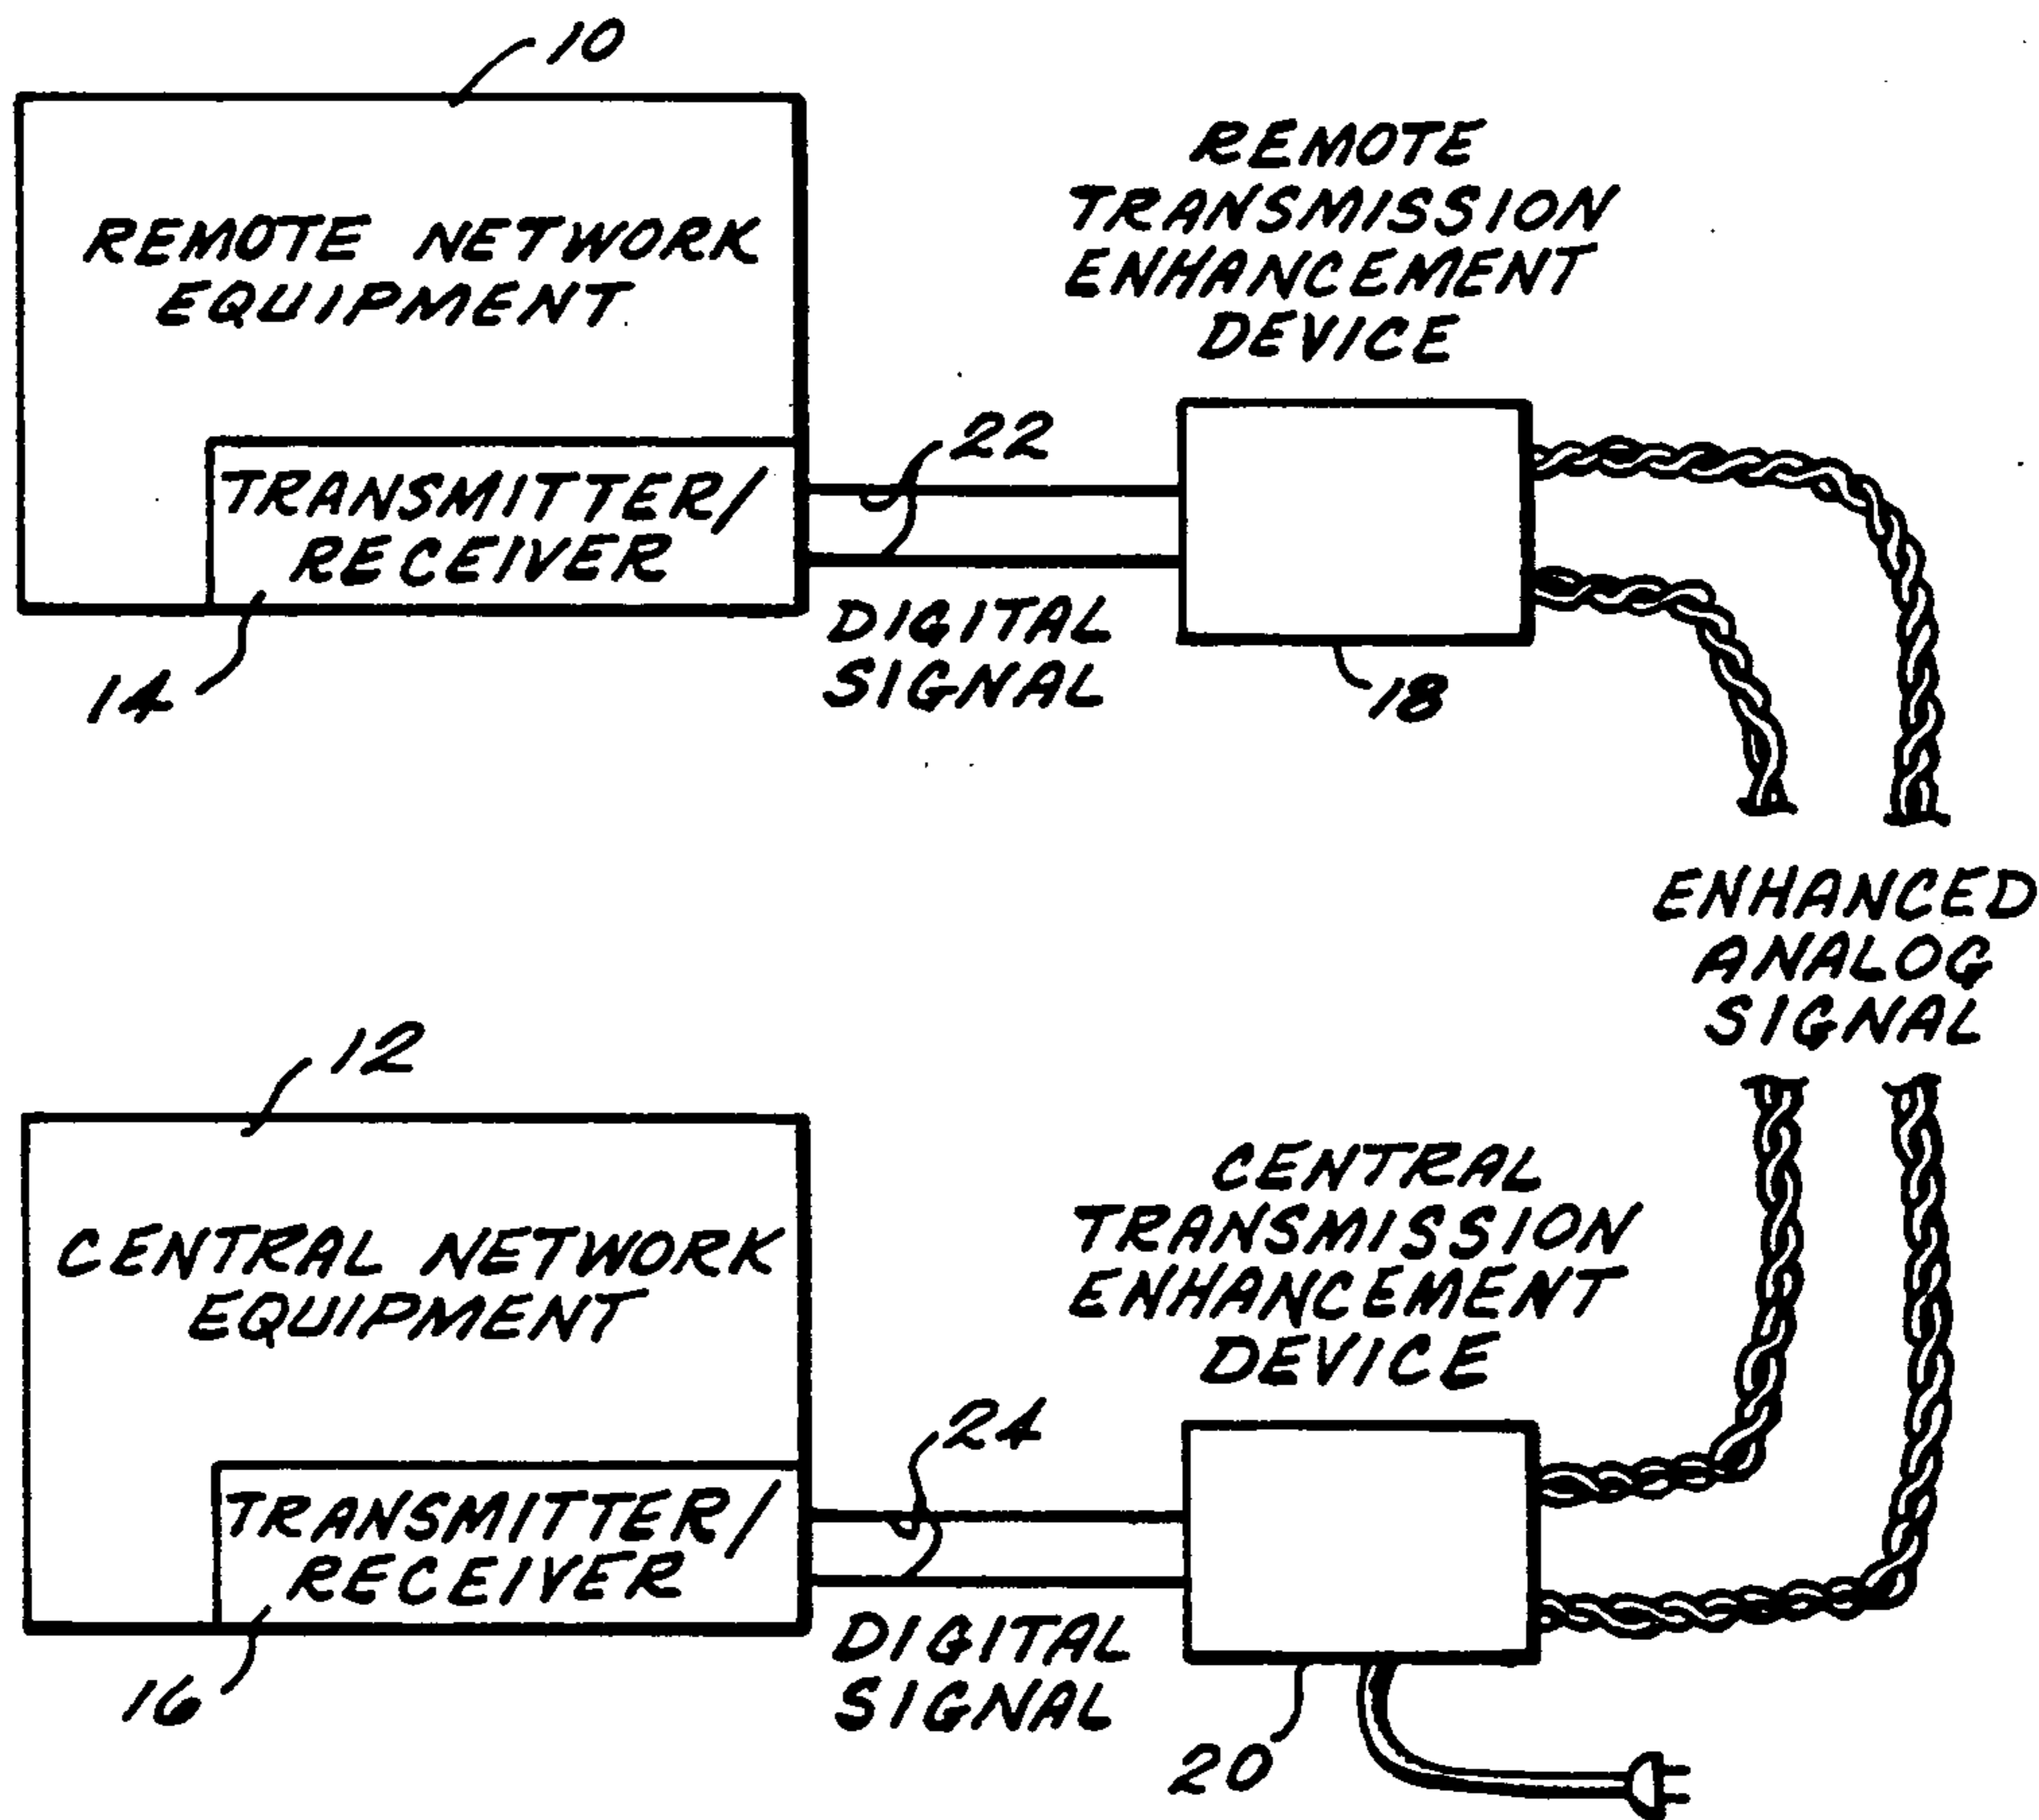 10
REMOTE NETWORK
EQUIPMENT
TRANSMITTER/
RECEIVER
14
22
DIGITAL
SIGNAL
REMOTE
TRANSMISSION
ENHANCEMENT
DEVICE
18
ENHANCED
ANALOG
SIGNAL
12
CENTRAL NETWORK
EQUIPMENT
TRANSMITTER/
RECEIVER
16
24
DIGITAL
SIGNAL
CENTRAL
TRANSMISSION
ENHANCEMENT
DEVICE
20